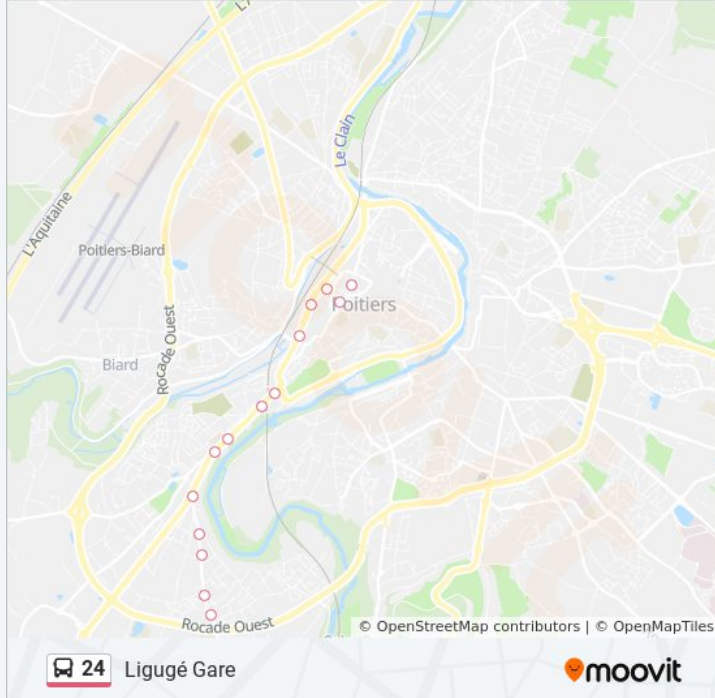 L'Aquitaine
Le Clain
Poitiers-Biard
Poitiers
Rocade Ouest
Biard
Rocade Ouest
© OpenStreetMap contributors | © OpenMapTiles
24 Ligugé Gare
moovit